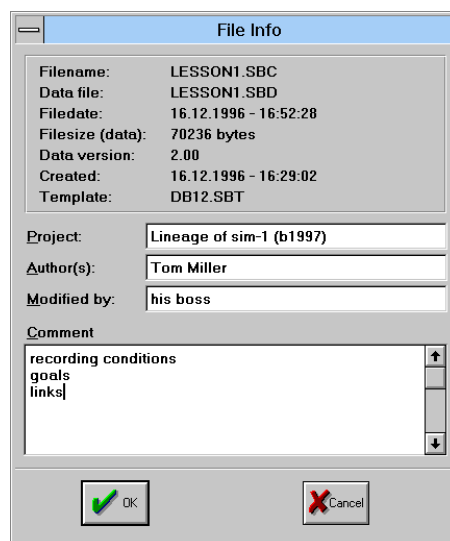 File Info
Filename: LESSON1.SBC
Data file: LESSON1.SBD
Filedate: 16.12.1996 - 16:52:28
Filesize (data): 70236 bytes
Data version: 2.00
Created: 16.12.1996 - 16:29:02
Template: DB12.SBT
Project: Lineage of sim-1 (b1997)
Author(s): Tom Miller
Modified by: his boss
Comment
recording conditions
goals
links
OK Cancel